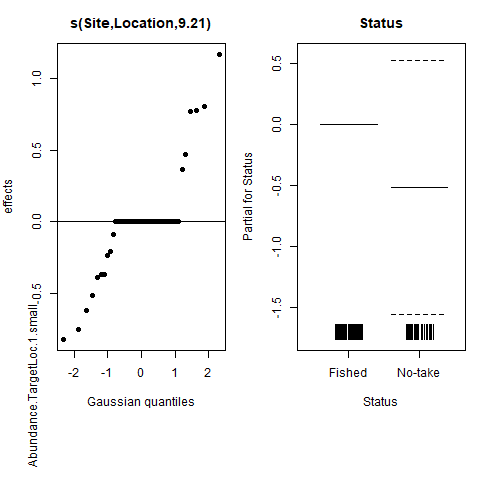 s(Site,Location,9.21)
effects
Abundance.TargetLoc.1.small
1.0
0.5
0.0
-0.5
-2 -1 0 1 2
Gaussian quantiles
Status
Partial for Status
0.5
0.0
-0.5
-1.0
-1.5
Fished No-take
Status